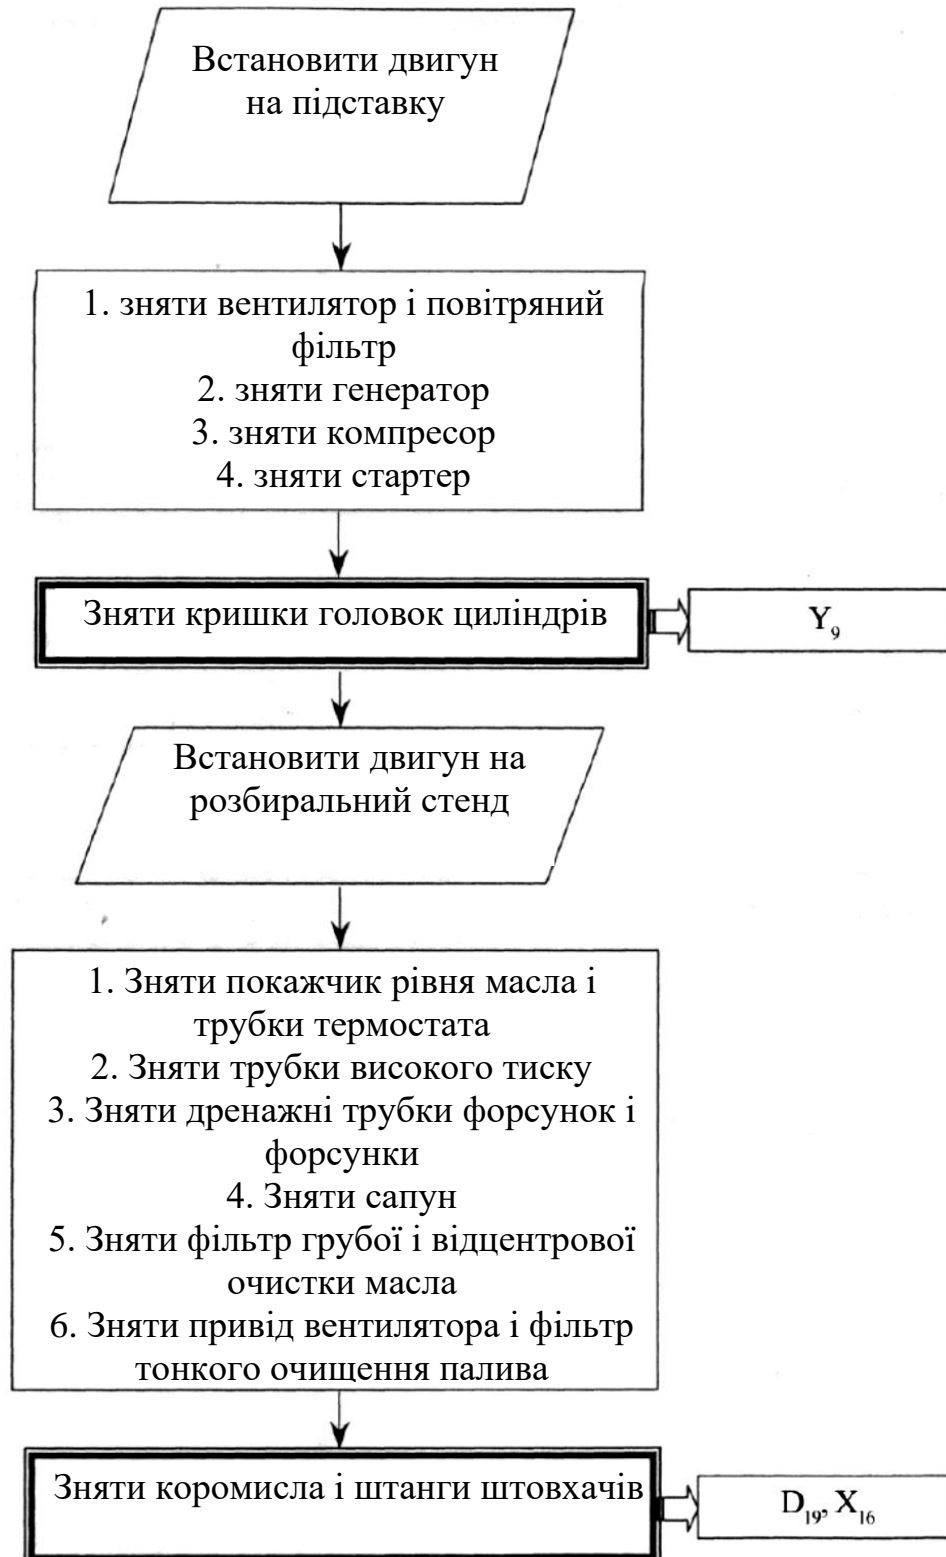 Встановити двигун
на підставку
1. зняти вентилятор і повітряний
фільтр
2. зняти генератор
3. зняти компресор
4. зняти стартер
Зняти кришки головок циліндрів
Y₉
Встановити двигун на
розбиральний стенд
1. Зняти покажчик рівня масла і
трубки термостата
2. Зняти трубки високого тиску
3. Зняти дренажні трубки форсунок і
форсунки
4. Зняти сапун
5. Зняти фільтр грубої і відцентрової
очистки масла
6. Зняти привід вентилятора і фільтр
тонкого очищення палива
Зняти коромисла і штанги штовхачів
D₁₉, X₁₆